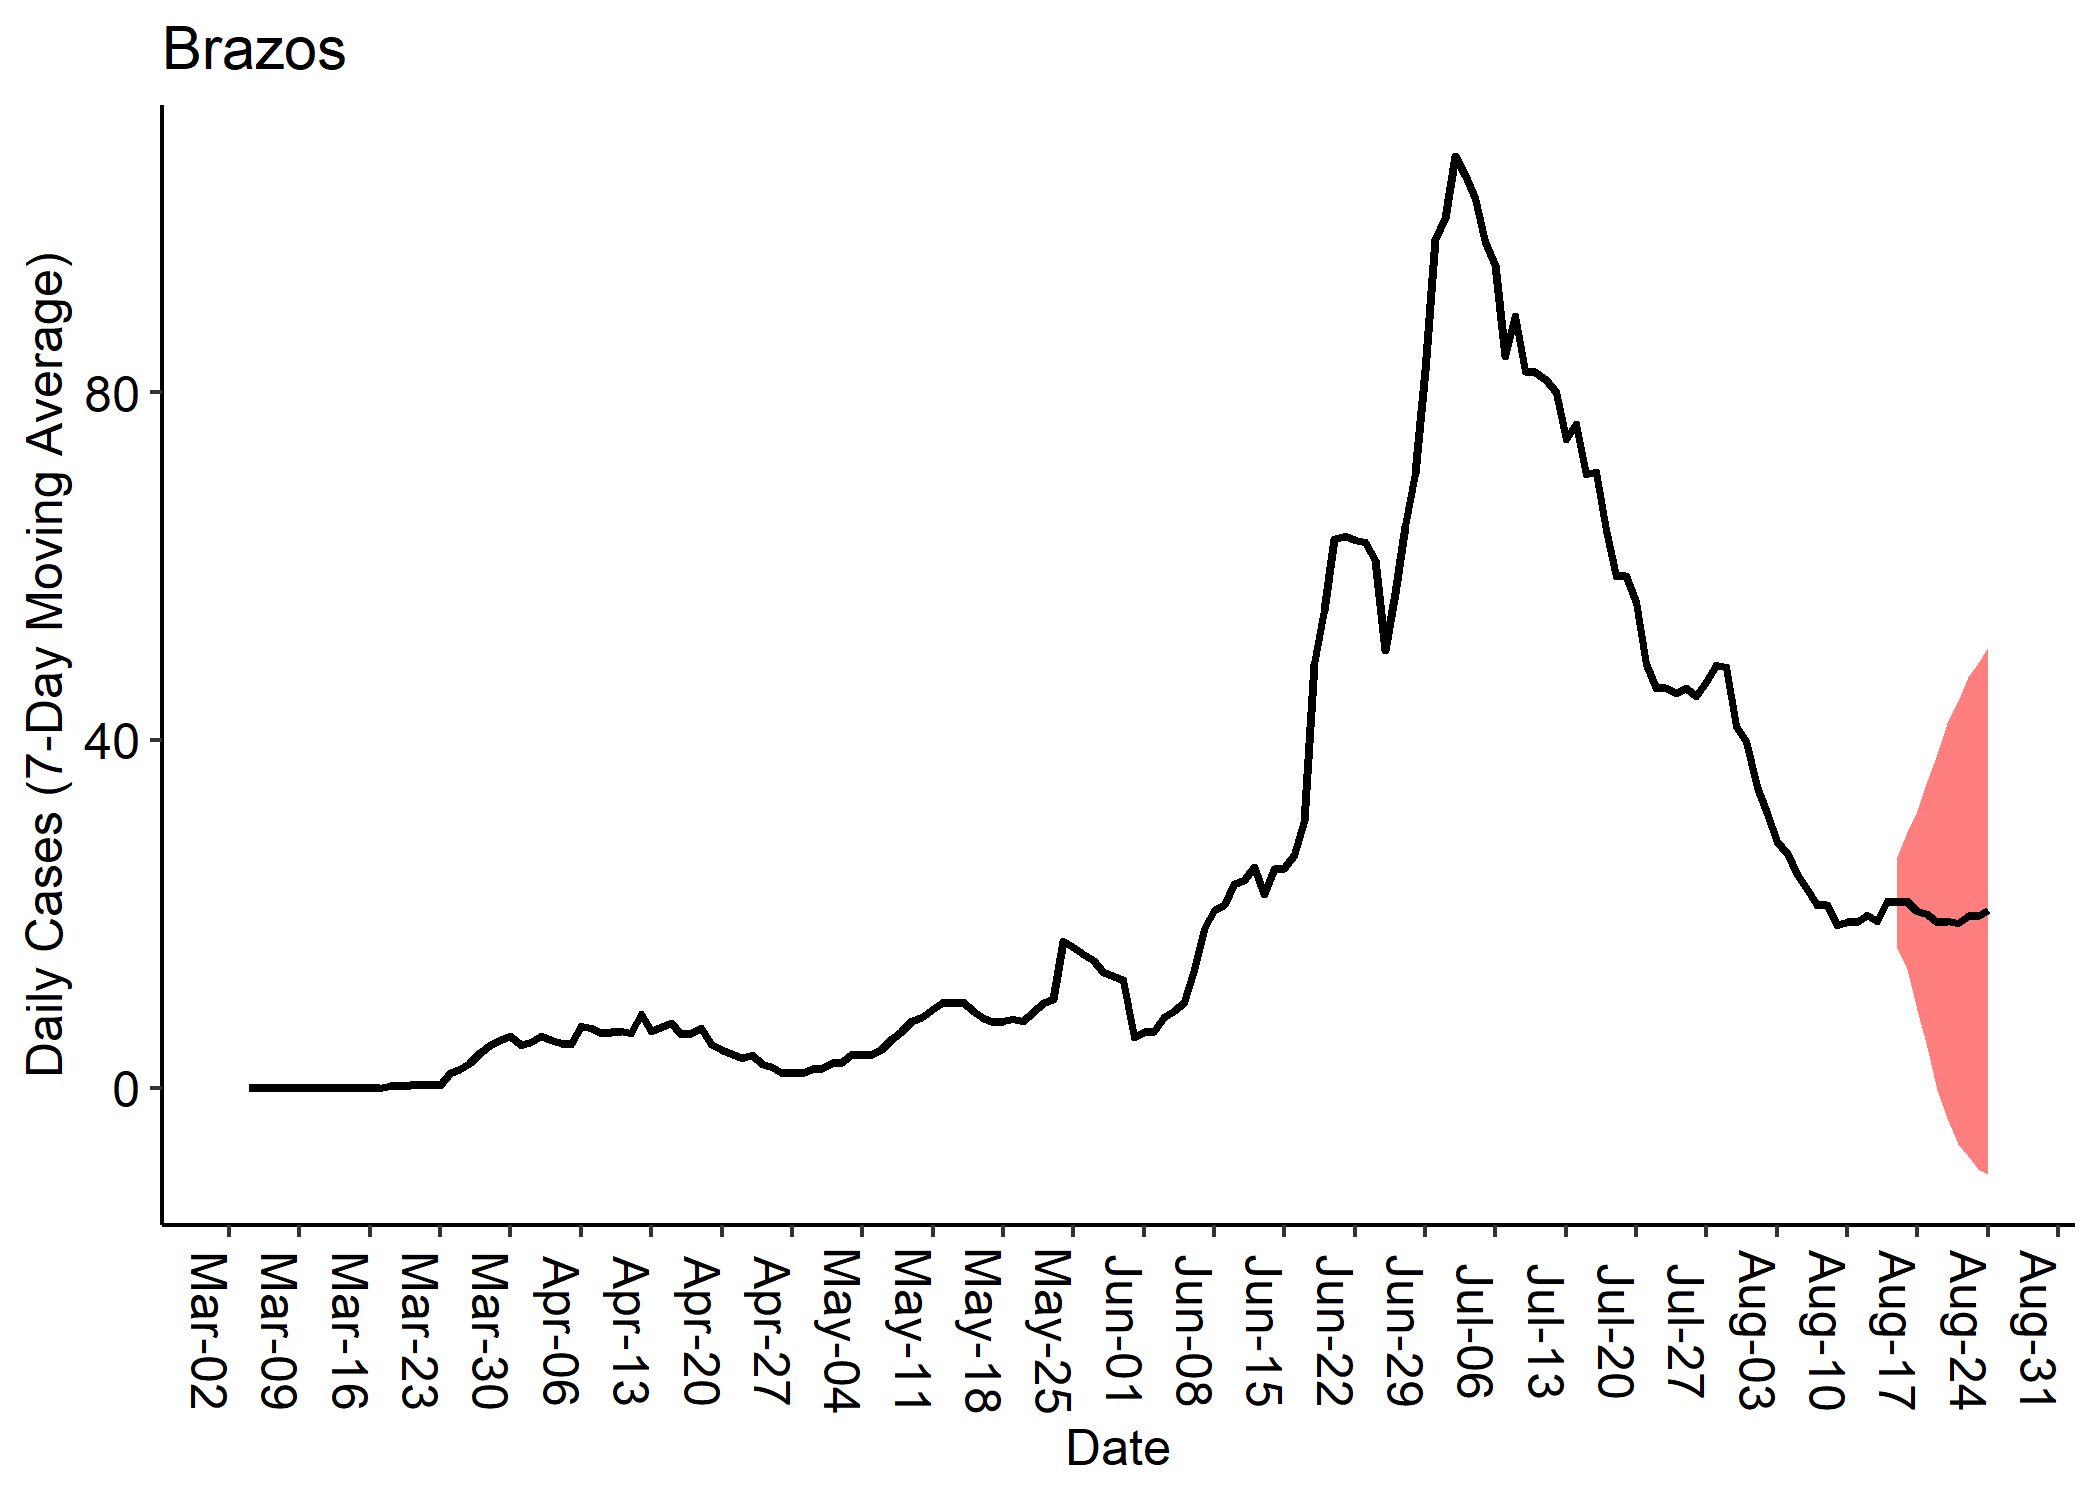 Brazos
Daily Cases (7-Day Moving Average)
80
40
0
Mar-02
Mar-09
Mar-16
Mar-23
Mar-30
Apr-06
Apr-13
Apr-20
Apr-27
May-04
May-11
May-18
May-25
Jun-01
Jun-08
Jun-15
Jun-22
Jun-29
Jul-06
Jul-13
Jul-20
Jul-27
Aug-03
Aug-10
Aug-17
Aug-24
Aug-31
Date